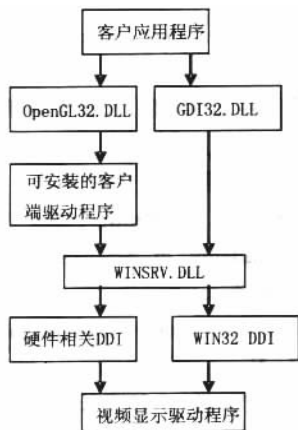 客户应用程序
OpenGL32.DLL
GDI32.DLL
可安装的客户
端驱动程序
WINSRV.DLL
硬件相关DDI
WIN32 DDI
视频显示驱动程序